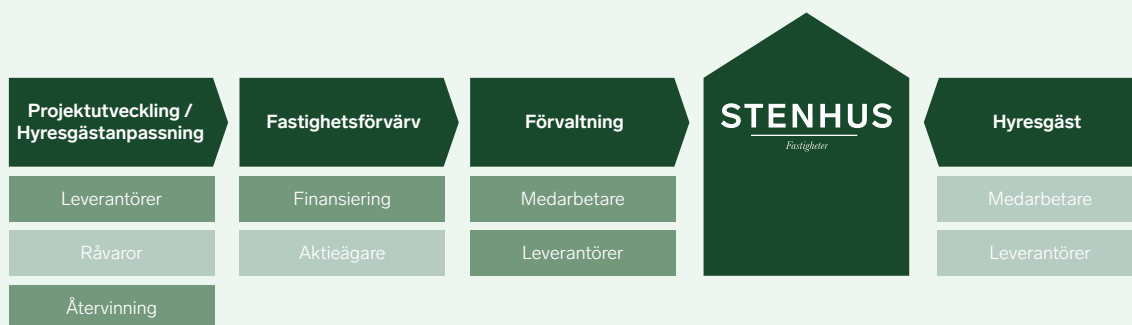 Projektutveckling /
Hyresgästanpassning
Leverantörer
Råvaror
Återvinning
Fastighetsförvärv
Finansiering
Aktieägare
Förvaltning
Medarbetare
Leverantörer
STENHUS
Fastigheter
Hyresgäst
Medarbetare
Leverantörer